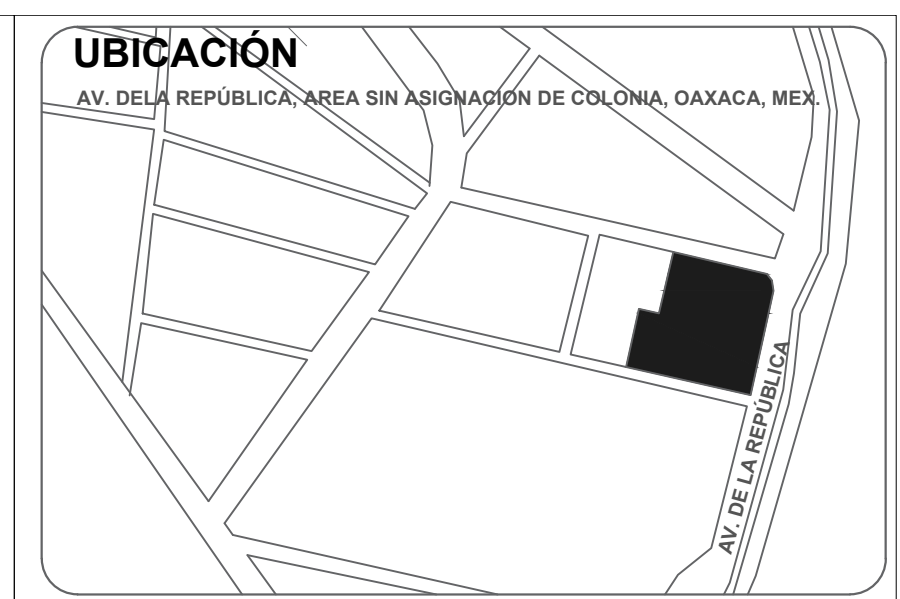 UBICACIÓN
AV. DELA REPÚBLICA, AREA SIN ASIGNACION DE COLONIA, OAXACA, MEX.
AV. DE LA REPÚBLICA